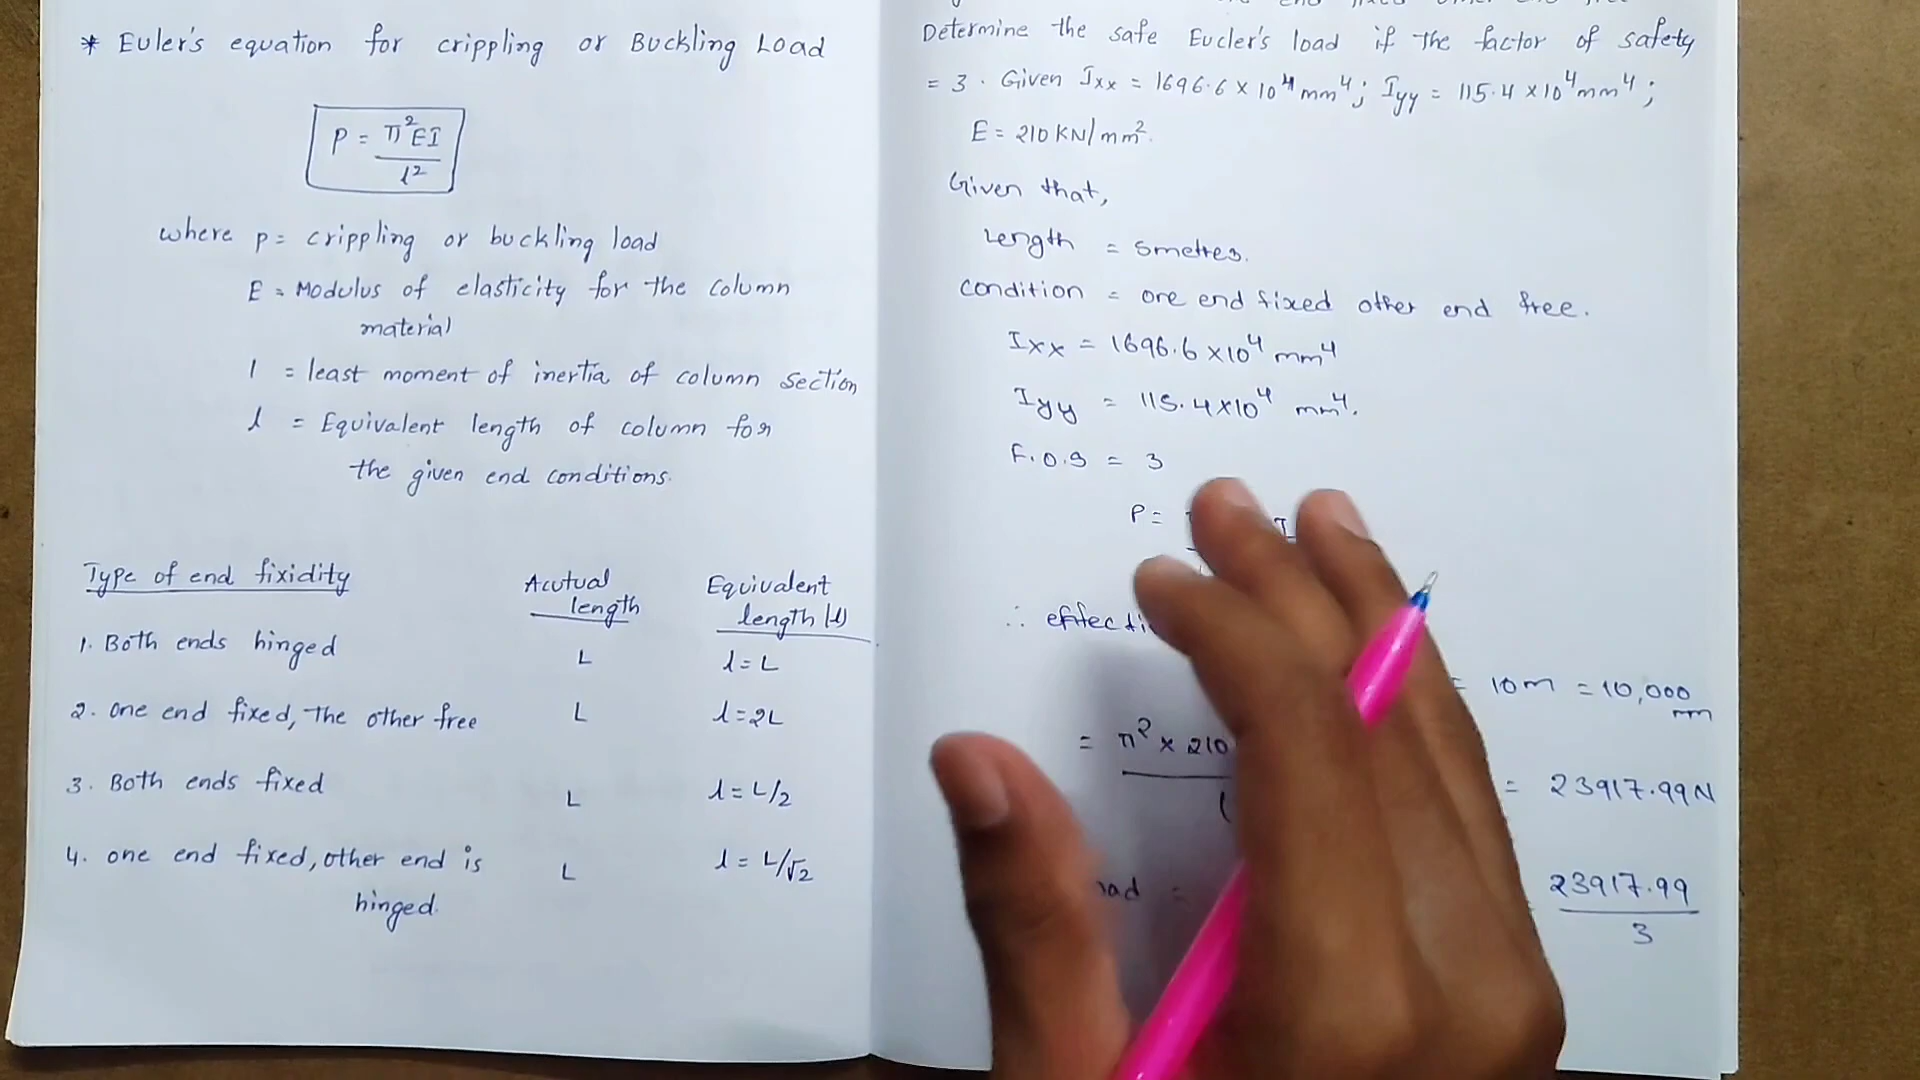 * Euler's equation for crippling or Buckling Load
P = π²EI
l²
where p = crippling or buckling load
E = Modulus of elasticity for the column
material
I = least moment of inertia of column section
l = Equivalent length of column for
the given end conditions.
Type of end fixidity
Acutual
length
Equivalent
length (l)
1. Both ends hinged L l = L
2. one end fixed, the other free L l = 2L
3. Both ends fixed L l = L/2
4. one end fixed, other end is L l = L/√2
hinged.
Determine the safe Eucler's load if the factor of safety
= 3. Given Ixx = 1696.6 x 10⁴ mm⁴; Iyy = 115.4 x 10⁴ mm⁴;
E = 210 KN/mm².
Given that,
Length = 5metres.
condition = one end fixed other end free.
Ixx = 1696.6 x 10⁴ mm⁴
Iyy = 115.4 x 10⁴ mm⁴.
F.O.S = 3
P = I
∴ effecti
= 10m = 10,000
mm
= π² x 210 = 23917.99N
(
oad = 23917.99
3